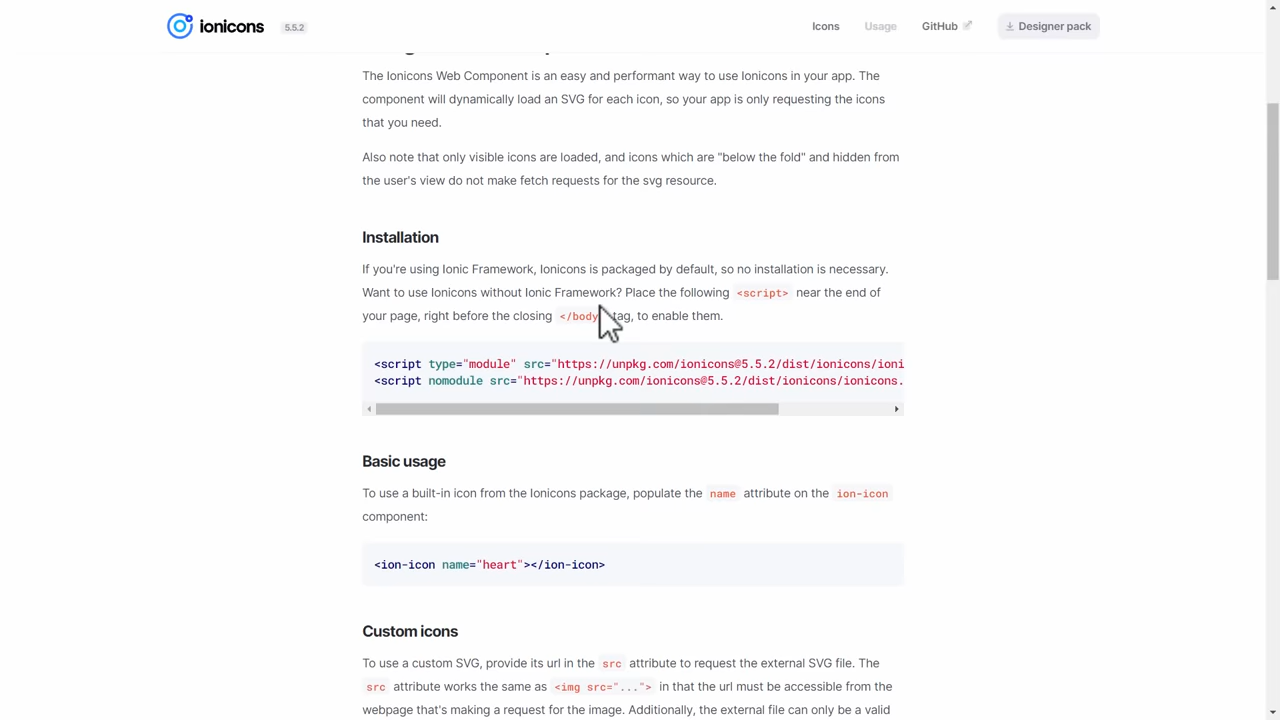 ionicons 5.5.2 Icons Usage GitHub Designer pack
The Ionicons Web Component is an easy and performant way to use Ionicons in your app. The
component will dynamically load an SVG for each icon, so your app is only requesting the icons
that you need.
Also note that only visible icons are loaded, and icons which are "below the fold" and hidden from
the user's view do not make fetch requests for the svg resource.
Installation
If you're using Ionic Framework, Ionicons is packaged by default, so no installation is necessary.
Want to use Ionicons without Ionic Framework? Place the following <script> near the end of
your page, right before the closing </body tag, to enable them.
<script type="module" src="https://unpkg.com/ionicons@5.5.2/dist/ionicons/ioni
<script nomodule src="https://unpkg.com/ionicons@5.5.2/dist/ionicons/ionicons.
Basic usage
To use a built-in icon from the Ionicons package, populate the name attribute on the ion-icon
component:
<ion-icon name="heart"></ion-icon>
Custom icons
To use a custom SVG, provide its url in the src attribute to request the external SVG file. The
src attribute works the same as <img src="..."> in that the url must be accessible from the
webpage that's making a request for the image. Additionally, the external file can only be a valid